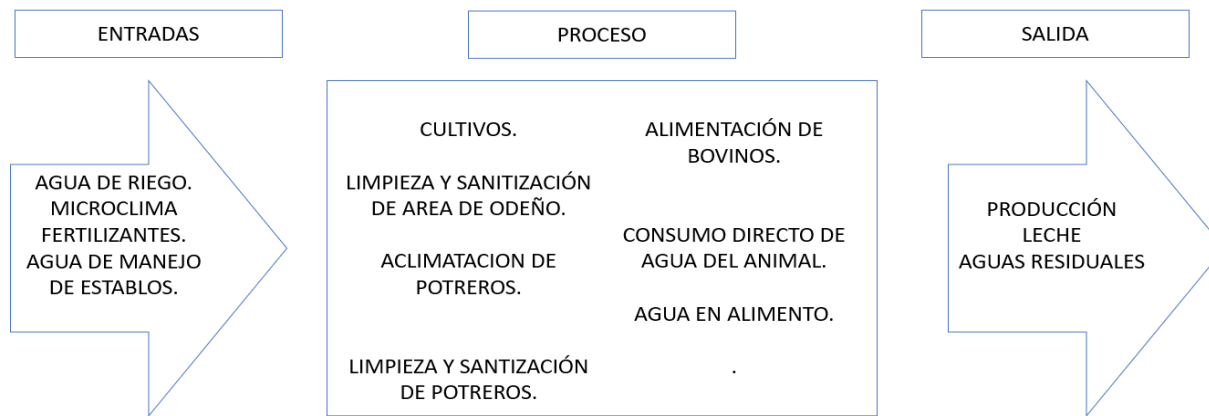 ENTRADAS
PROCESO
SALIDA
AGUA DE RIEGO.
MICROCLIMA
FERTILIZANTES.
AGUA DE MANEJO
DE ESTABLOS.
CULTIVOS.
LIMPIEZA Y SANITIZACIÓN
DE AREA DE ODEÑO.
ACLIMATACION DE
POTREROS.
LIMPIEZA Y SANTIZACIÓN
DE POTREROS.
ALIMENTACIÓN DE
BOVINOS.
CONSUMO DIRECTO DE
AGUA DEL ANIMAL.
AGUA EN ALIMENTO.
.
PRODUCCIÓN
LECHE
AGUAS RESIDUALES